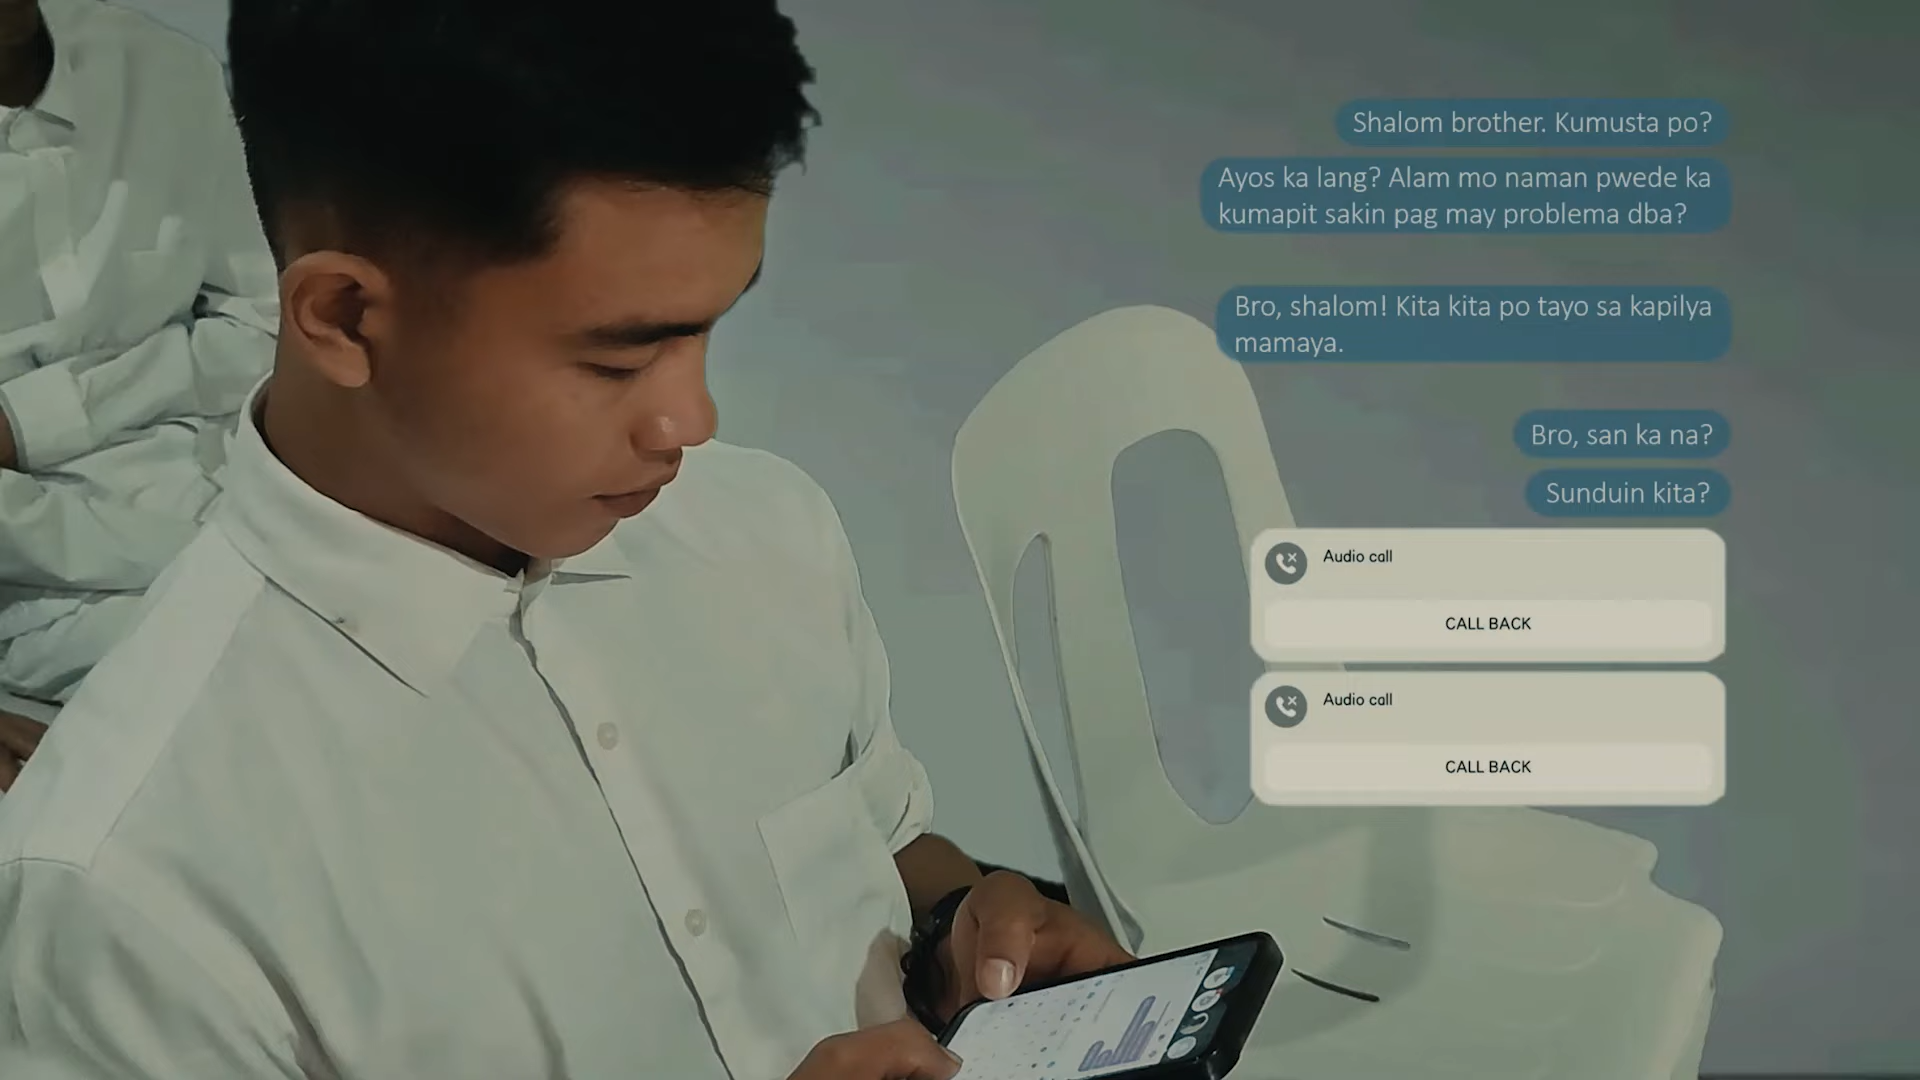 Shalom brother. Kumusta po?
Ayos ka lang? Alam mo naman pwede ka
kumapit sakin pag may problema dba?
Bro, shalom! Kita kita po tayo sa kapilya
mamaya.
Bro, san ka na?
Sunduin kita?
Audio call
CALL BACK
Audio call
CALL BACK